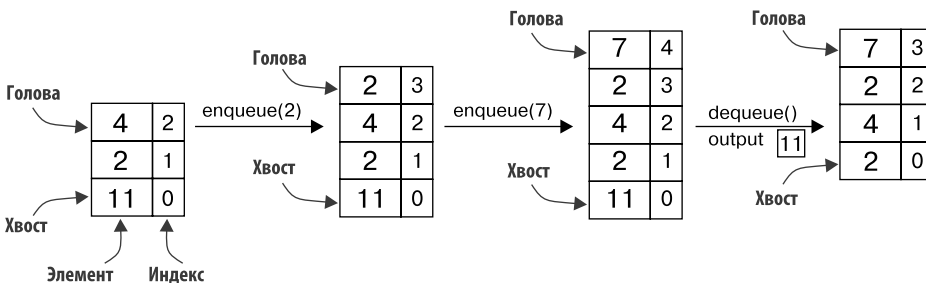 Голова
4 2
2 1
11 0
Хвост
Элемент
Индекс
enqueue(2)
Голова
2 3
4 2
2 1
11 0
Хвост
enqueue(7)
Голова
7 4
2 3
4 2
2 1
11 0
Хвост
dequeue()
output 11
Голова
7 3
2 2
4 1
2 0
Хвост